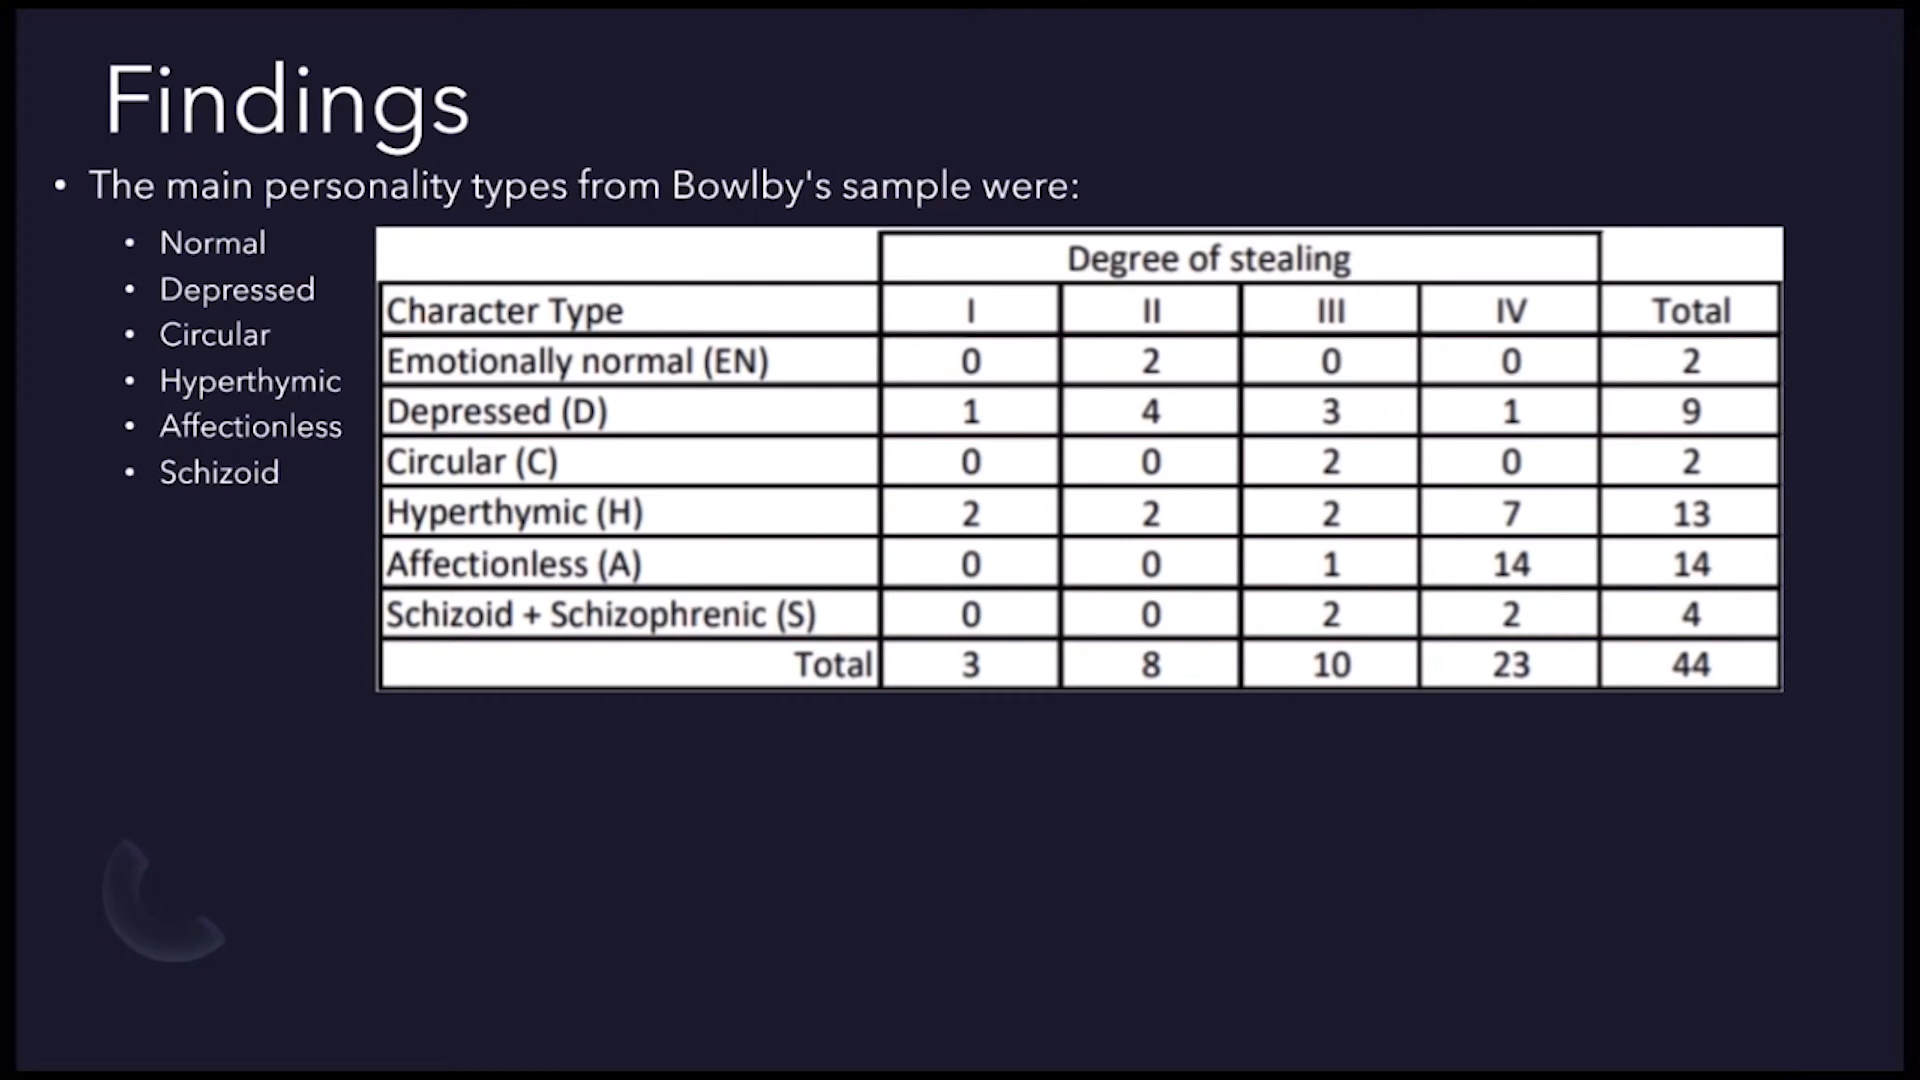 Findings
• The main personality types from Bowlby's sample were:
• Normal
• Depressed
• Circular
• Hyperthymic
• Affectionless
• Schizoid
Degree of stealing
Character Type I II III IV Total
Emotionally normal (EN) 0 2 0 0 2
Depressed (D) 1 4 3 1 9
Circular (C) 0 0 2 0 2
Hyperthymic (H) 2 2 2 7 13
Affectionless (A) 0 0 1 14 14
Schizoid + Schizophrenic (S) 0 0 2 2 4
Total 3 8 10 23 44